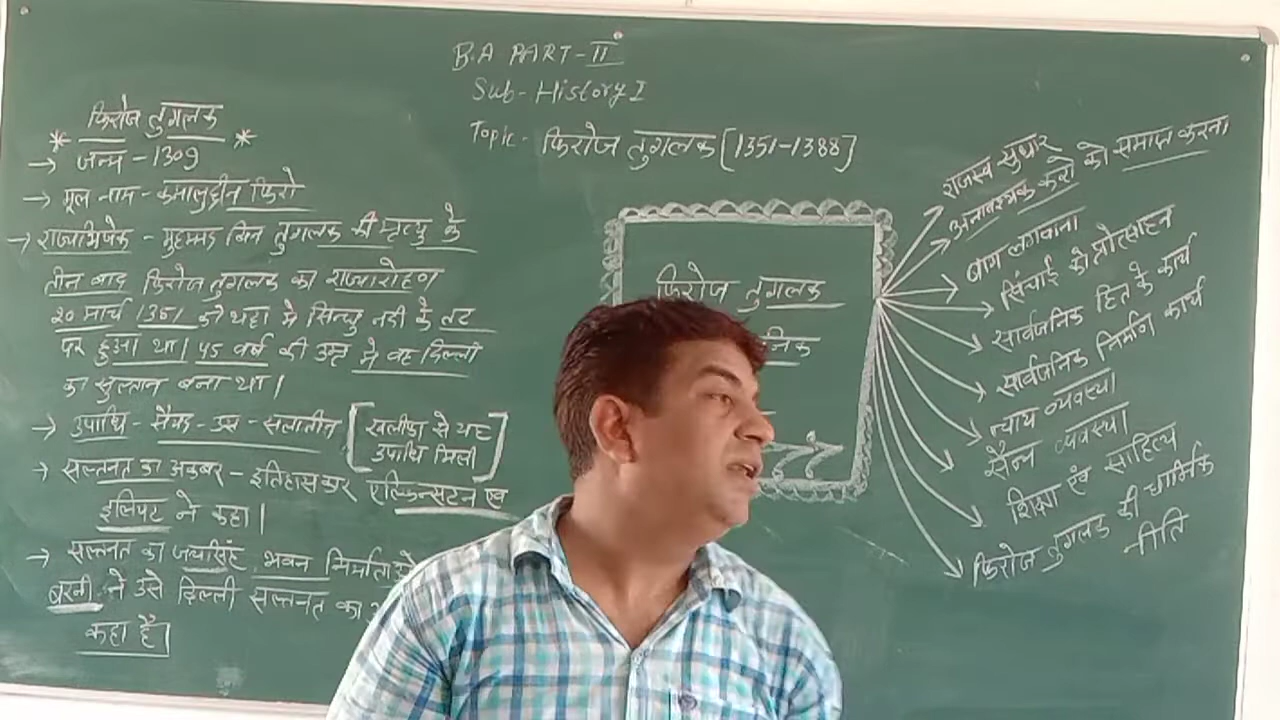 B.A PART-II
Sub- History I
Topic- फिरोज तुगलक [1351-1388]
* फिरोज तुगलक *
→ जन्म - 1309
→ मूल नाम - कमालुद्दीन फिरो
→ राज्याभिषेक - मुहम्मद बिन तुगलक की मृत्यु के
तीन बाद फिरोज तुगलक का राज्यारोहण
20 मार्च 1351 को थट्टा मे सिन्धु नदी के तट
पर हुआ था। 45 वर्ष की उम्र मे वह दिल्ली
का सुल्तान बना था।
→ उपाधि - सैयद-उस-सलातीन [खलीफा से यह
उपाधि मिली]
→ सल्तनत का अकबर - इतिहासकार एल्फिन्सटन एव
इलियट ने कहा।
→ सल्तनत का जयसिंह, भवन निर्माता
बरनी ने उसे दिल्ली सल्तनत का
कहा है।
फिरोज तुगलक
निक
राजस्व सुधार
अनावश्यक करो को समाप्त करना
बाग लगवाना
सिंचाई को प्रोत्साहन
सार्वजनिक हित के कार्य
सार्वजनिक निर्माण कार्य
न्याय व्यवस्था
सैन्य व्यवस्था
शिक्षा एवं साहित्य
फिरोज तुगलक की धार्मिक
नीति